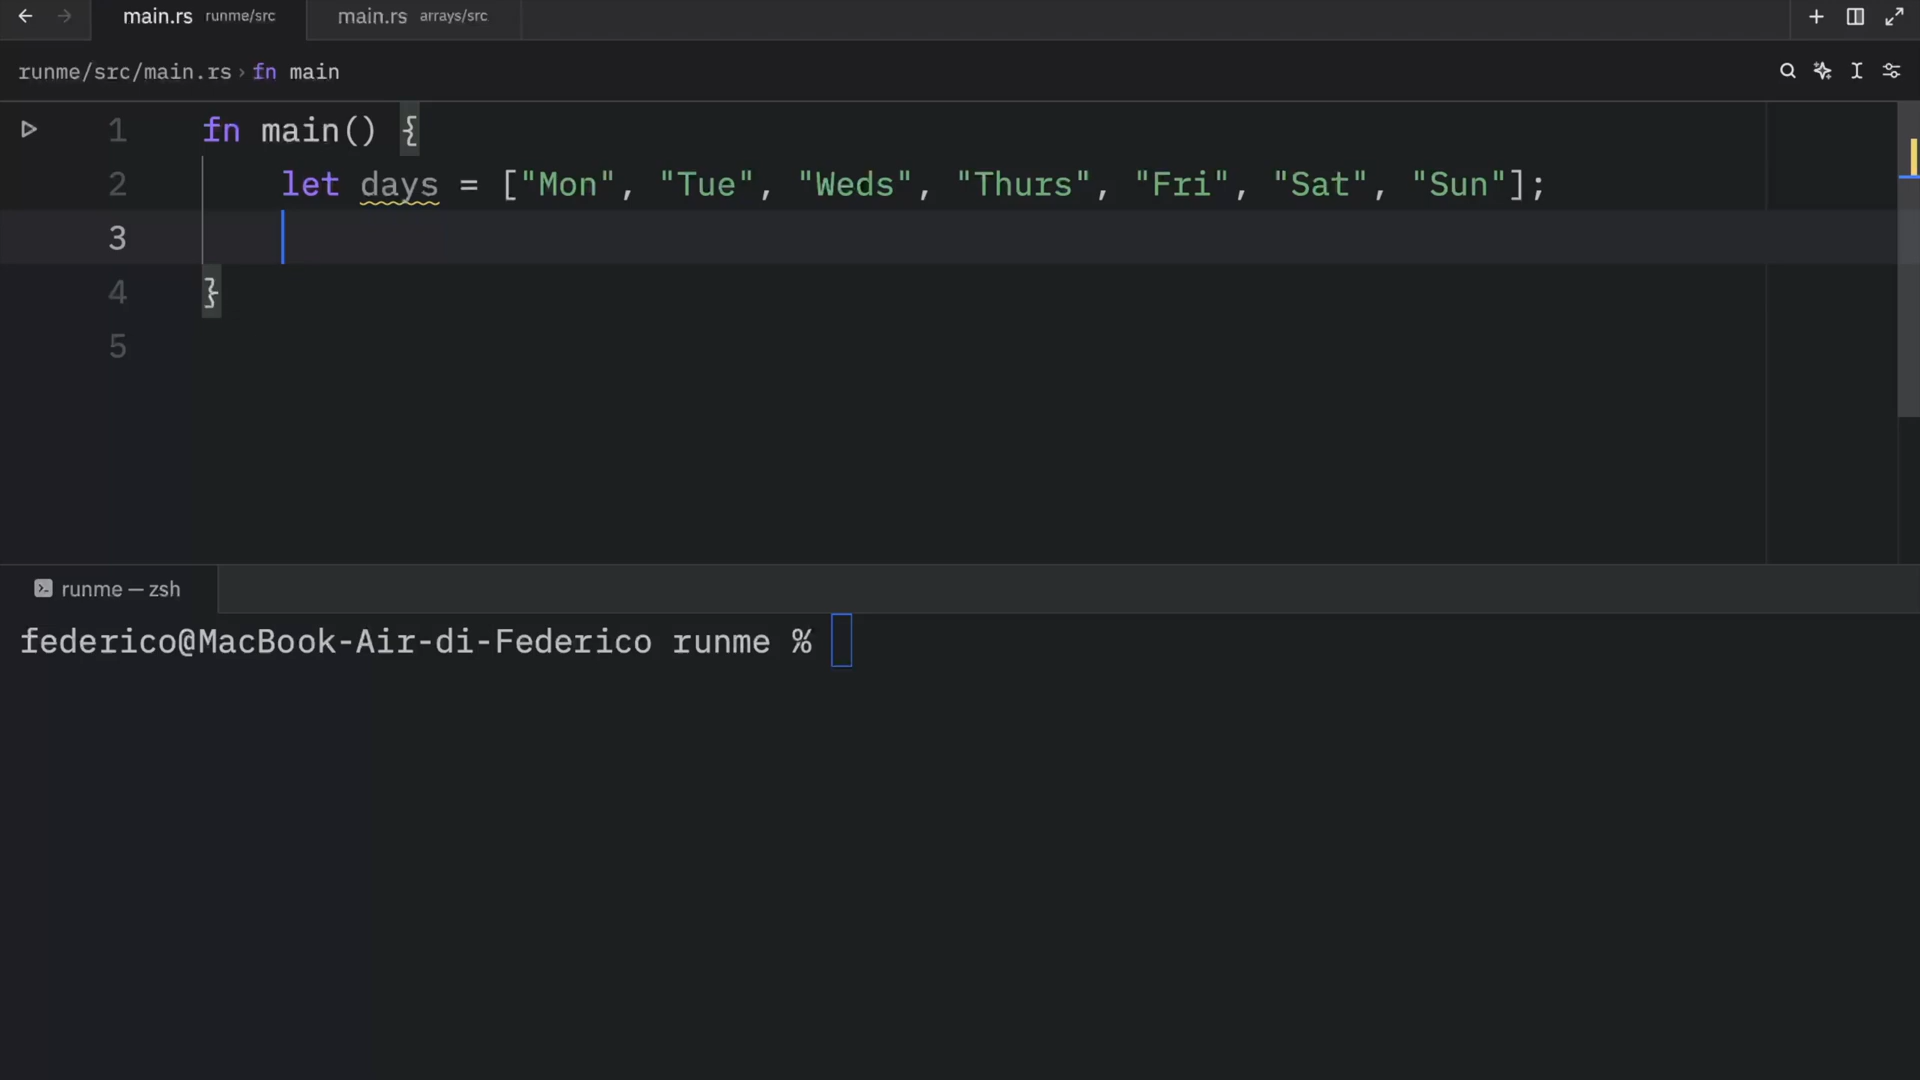 main.rs runme/src main.rs arrays/src
runme/src/main.rs › fn main
1 fn main() {
2 let days = ["Mon", "Tue", "Weds", "Thurs", "Fri", "Sat", "Sun"];
3
4 }
5
runme — zsh
federico@MacBook-Air-di-Federico runme %